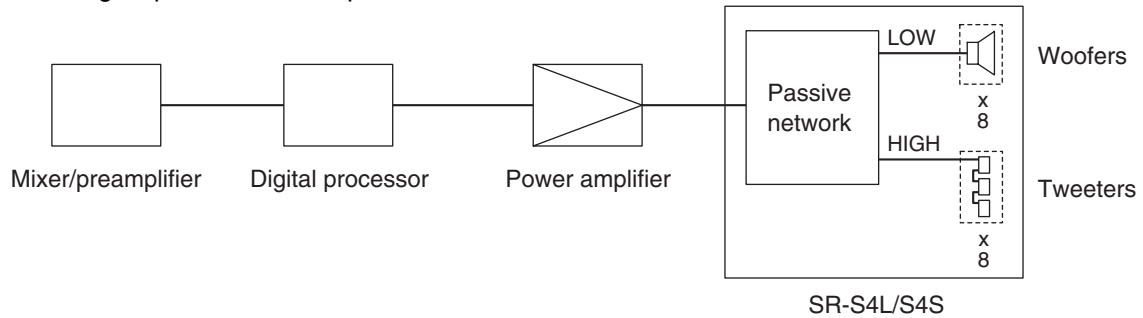 LOW
Woofers
x
8
Passive
network
HIGH
Tweeters
x
8
Mixer/preamplifier
Digital processor
Power amplifier
SR-S4L/S4S